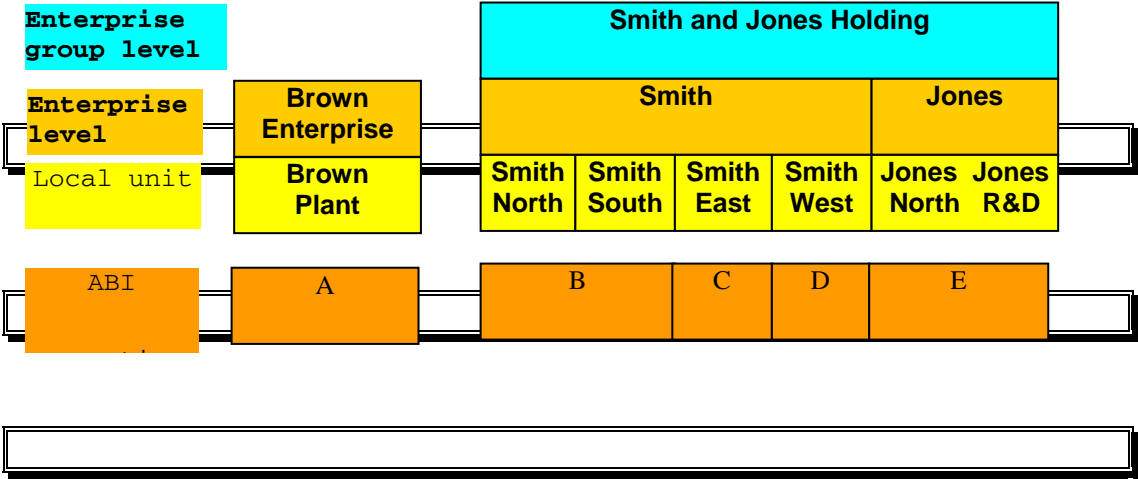 Enterprise
group level
Smith and Jones Holding
Enterprise
level
Brown
Enterprise
Smith
Jones
Local unit
Brown
Plant
Smith
North
Smith
South
Smith
East
Smith
West
Jones Jones
North R&D
ABI
A
B
C
D
E